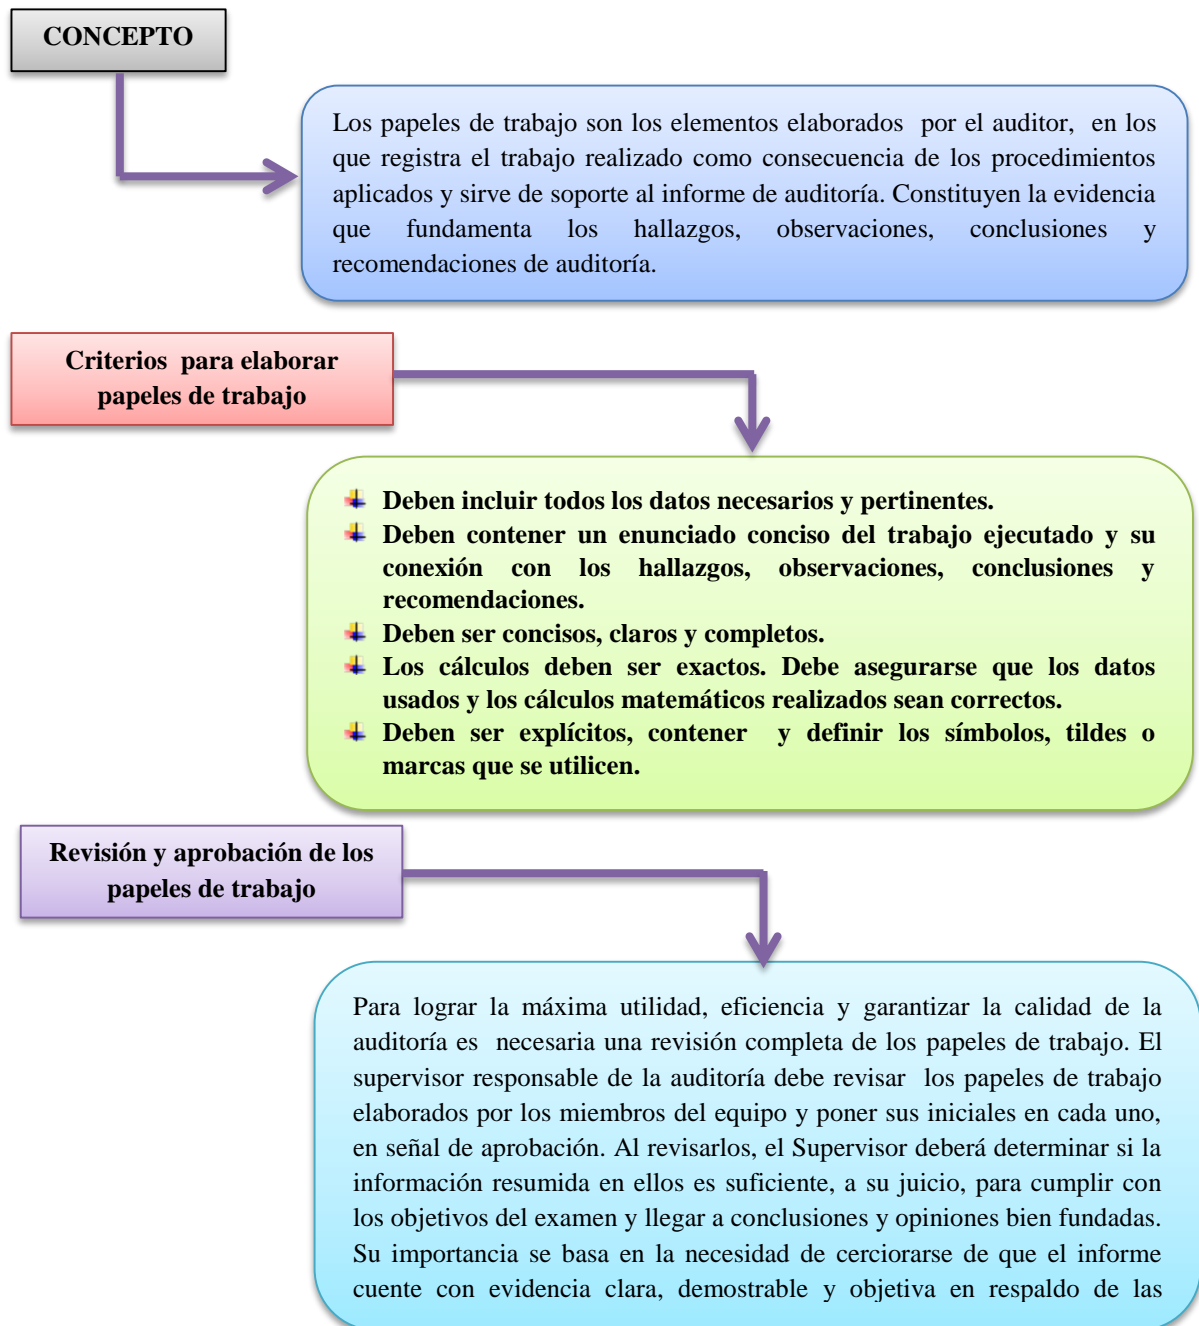 CONCEPTO
Los papeles de trabajo son los elementos elaborados por el auditor, en los
que registra el trabajo realizado como consecuencia de los procedimientos
aplicados y sirve de soporte al informe de auditoría. Constituyen la evidencia
que fundamenta los hallazgos, observaciones, conclusiones y
recomendaciones de auditoría.
Criterios para elaborar
papeles de trabajo
Deben incluir todos los datos necesarios y pertinentes.
Deben contener un enunciado conciso del trabajo ejecutado y su
conexión con los hallazgos, observaciones, conclusiones y
recomendaciones.
Deben ser concisos, claros y completos.
Los cálculos deben ser exactos. Debe asegurarse que los datos
usados y los cálculos matemáticos realizados sean correctos.
Deben ser explícitos, contener y definir los símbolos, tildes o
marcas que se utilicen.
Revisión y aprobación de los
papeles de trabajo
Para lograr la máxima utilidad, eficiencia y garantizar la calidad de la
auditoría es necesaria una revisión completa de los papeles de trabajo. El
supervisor responsable de la auditoría debe revisar los papeles de trabajo
elaborados por los miembros del equipo y poner sus iniciales en cada uno,
en señal de aprobación. Al revisarlos, el Supervisor deberá determinar si la
información resumida en ellos es suficiente, a su juicio, para cumplir con
los objetivos del examen y llegar a conclusiones y opiniones bien fundadas.
Su importancia se basa en la necesidad de cerciorarse de que el informe
cuente con evidencia clara, demostrable y objetiva en respaldo de las